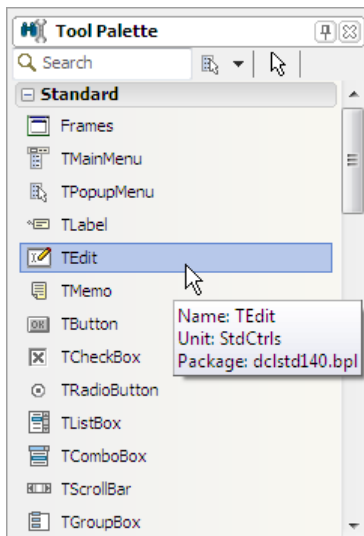 Tool Palette
Search
Standard
Frames
TMainMenu
TPopupMenu
TLabel
TEdit
TMemo
Name: TEdit
Unit: StdCtrls
Package: dclstd140.bpl
OK
TButton
TCheckBox
TRadioButton
TListBox
TComboBox
TScrollBar
TGroupBox